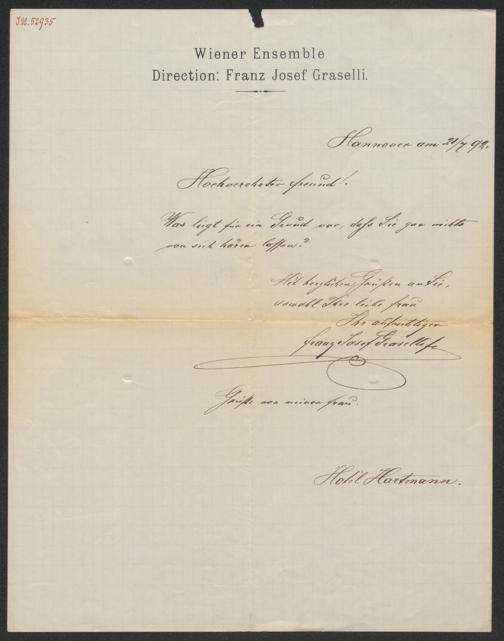 I.N. 52935
Wiener Ensemble
Direction: Franz Josef Graselli.
Hannover am 21/7 92.
Hochverehrter Freund!
Was liegt für ein Grund vor, daß Sie gar nichts
von sich hören lassen?
Mit herzlichen Grüßen an Sie,
sowohl Ihre liebe Frau
Ihr aufrichtiger
Franz Josef Graselli
Grüße von meiner Frau.
Hotel Hartmann.